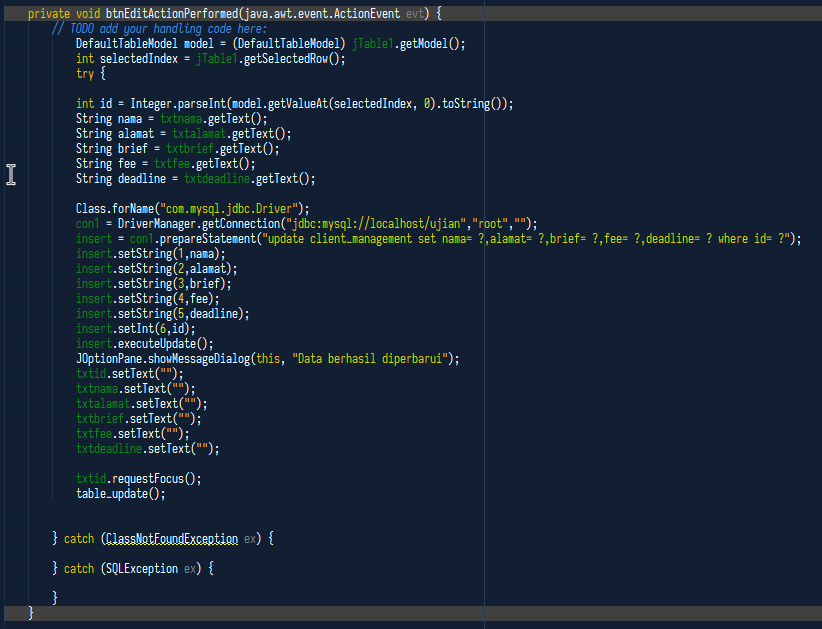 private void btnEditActionPerformed(java.awt.event.ActionEvent evt) {
// TODO add your handling code here:
DefaultTableModel model = (DefaultTableModel) jTable1.getModel();
int selectedIndex = jTable1.getSelectedRow();
try {
int id = Integer.parseInt(model.getValueAt(selectedIndex, 0).toString());
String nama = txtnama.getText();
String alamat = txtalamat.getText();
String brief = txtbrief.getText();
String fee = txtfee.getText();
String deadline = txtdeadline.getText();
Class.forName("com.mysql.jdbc.Driver");
con1 = DriverManager.getConnection("jdbc:mysql://localhost/ujian","root","");
insert = con1.prepareStatement("update client_management set nama= ?,alamat= ?,brief= ?,fee= ?,deadline= ? where id= ?");
insert.setString(1,nama);
insert.setString(2,alamat);
insert.setString(3,brief);
insert.setString(4,fee);
insert.setString(5,deadline);
insert.setInt(6,id);
insert.executeUpdate();
JOptionPane.showMessageDialog(this, "Data berhasil diperbarui");
txtid.setText("");
txtnama.setText("");
txtalamat.setText("");
txtbrief.setText("");
txtfee.setText("");
txtdeadline.setText("");
txtid.requestFocus();
table_update();
} catch (ClassNotFoundException ex) {
} catch (SQLException ex) {
}
}